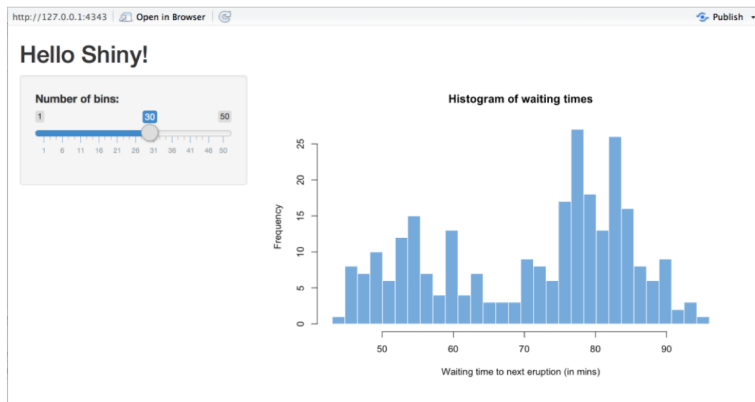 http://127.0.0.1:4343 Open in Browser Publish
Hello Shiny!
Number of bins:
1 30 50
1 6 11 16 21 26 31 36 41 46 50
Histogram of waiting times
Frequency
25
20
15
10
5
0
50 60 70 80 90
Waiting time to next eruption (in mins)